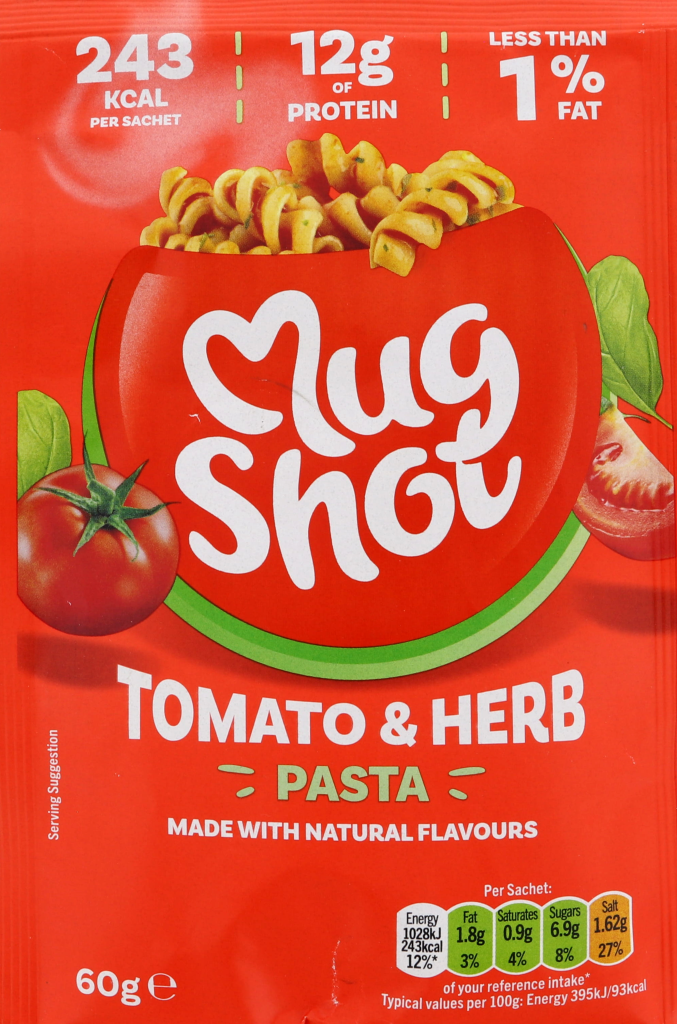 243
KCAL
PER SACHET
12g
OF
PROTEIN
LESS THAN
1%
FAT
Mug
Shot
TOMATO & HERB
PASTA
MADE WITH NATURAL FLAVOURS
Serving Suggestion
Per Sachet:
Energy
1028kJ
243kcal
12%*
Fat
1.8g
3%
Saturates
0.9g
4%
Sugars
6.9g
8%
Salt
1.62g
27%
of your reference intake*
Typical values per 100g: Energy 395kJ/93kcal
60g ℮